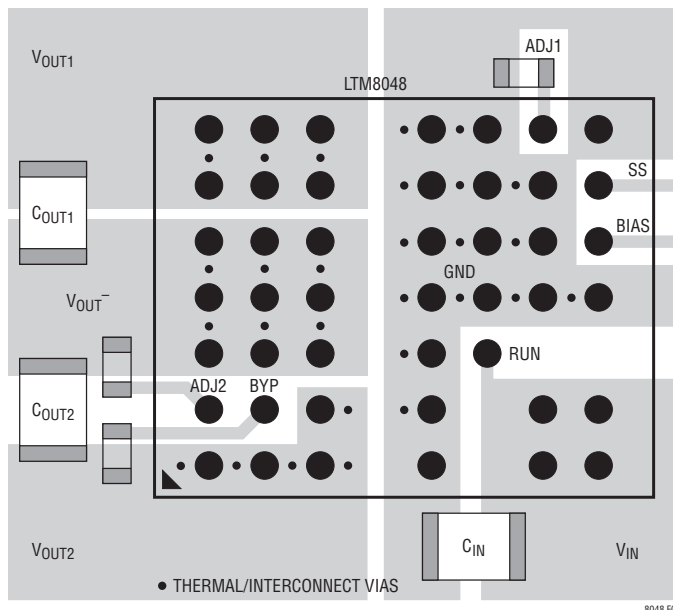 VOUT1
ADJ1
LTM8048
SS
COUT1
BIAS
GND
VOUT–
RUN
ADJ2 BYP
COUT2
CIN
VOUT2
VIN
• THERMAL/INTERCONNECT VIAS